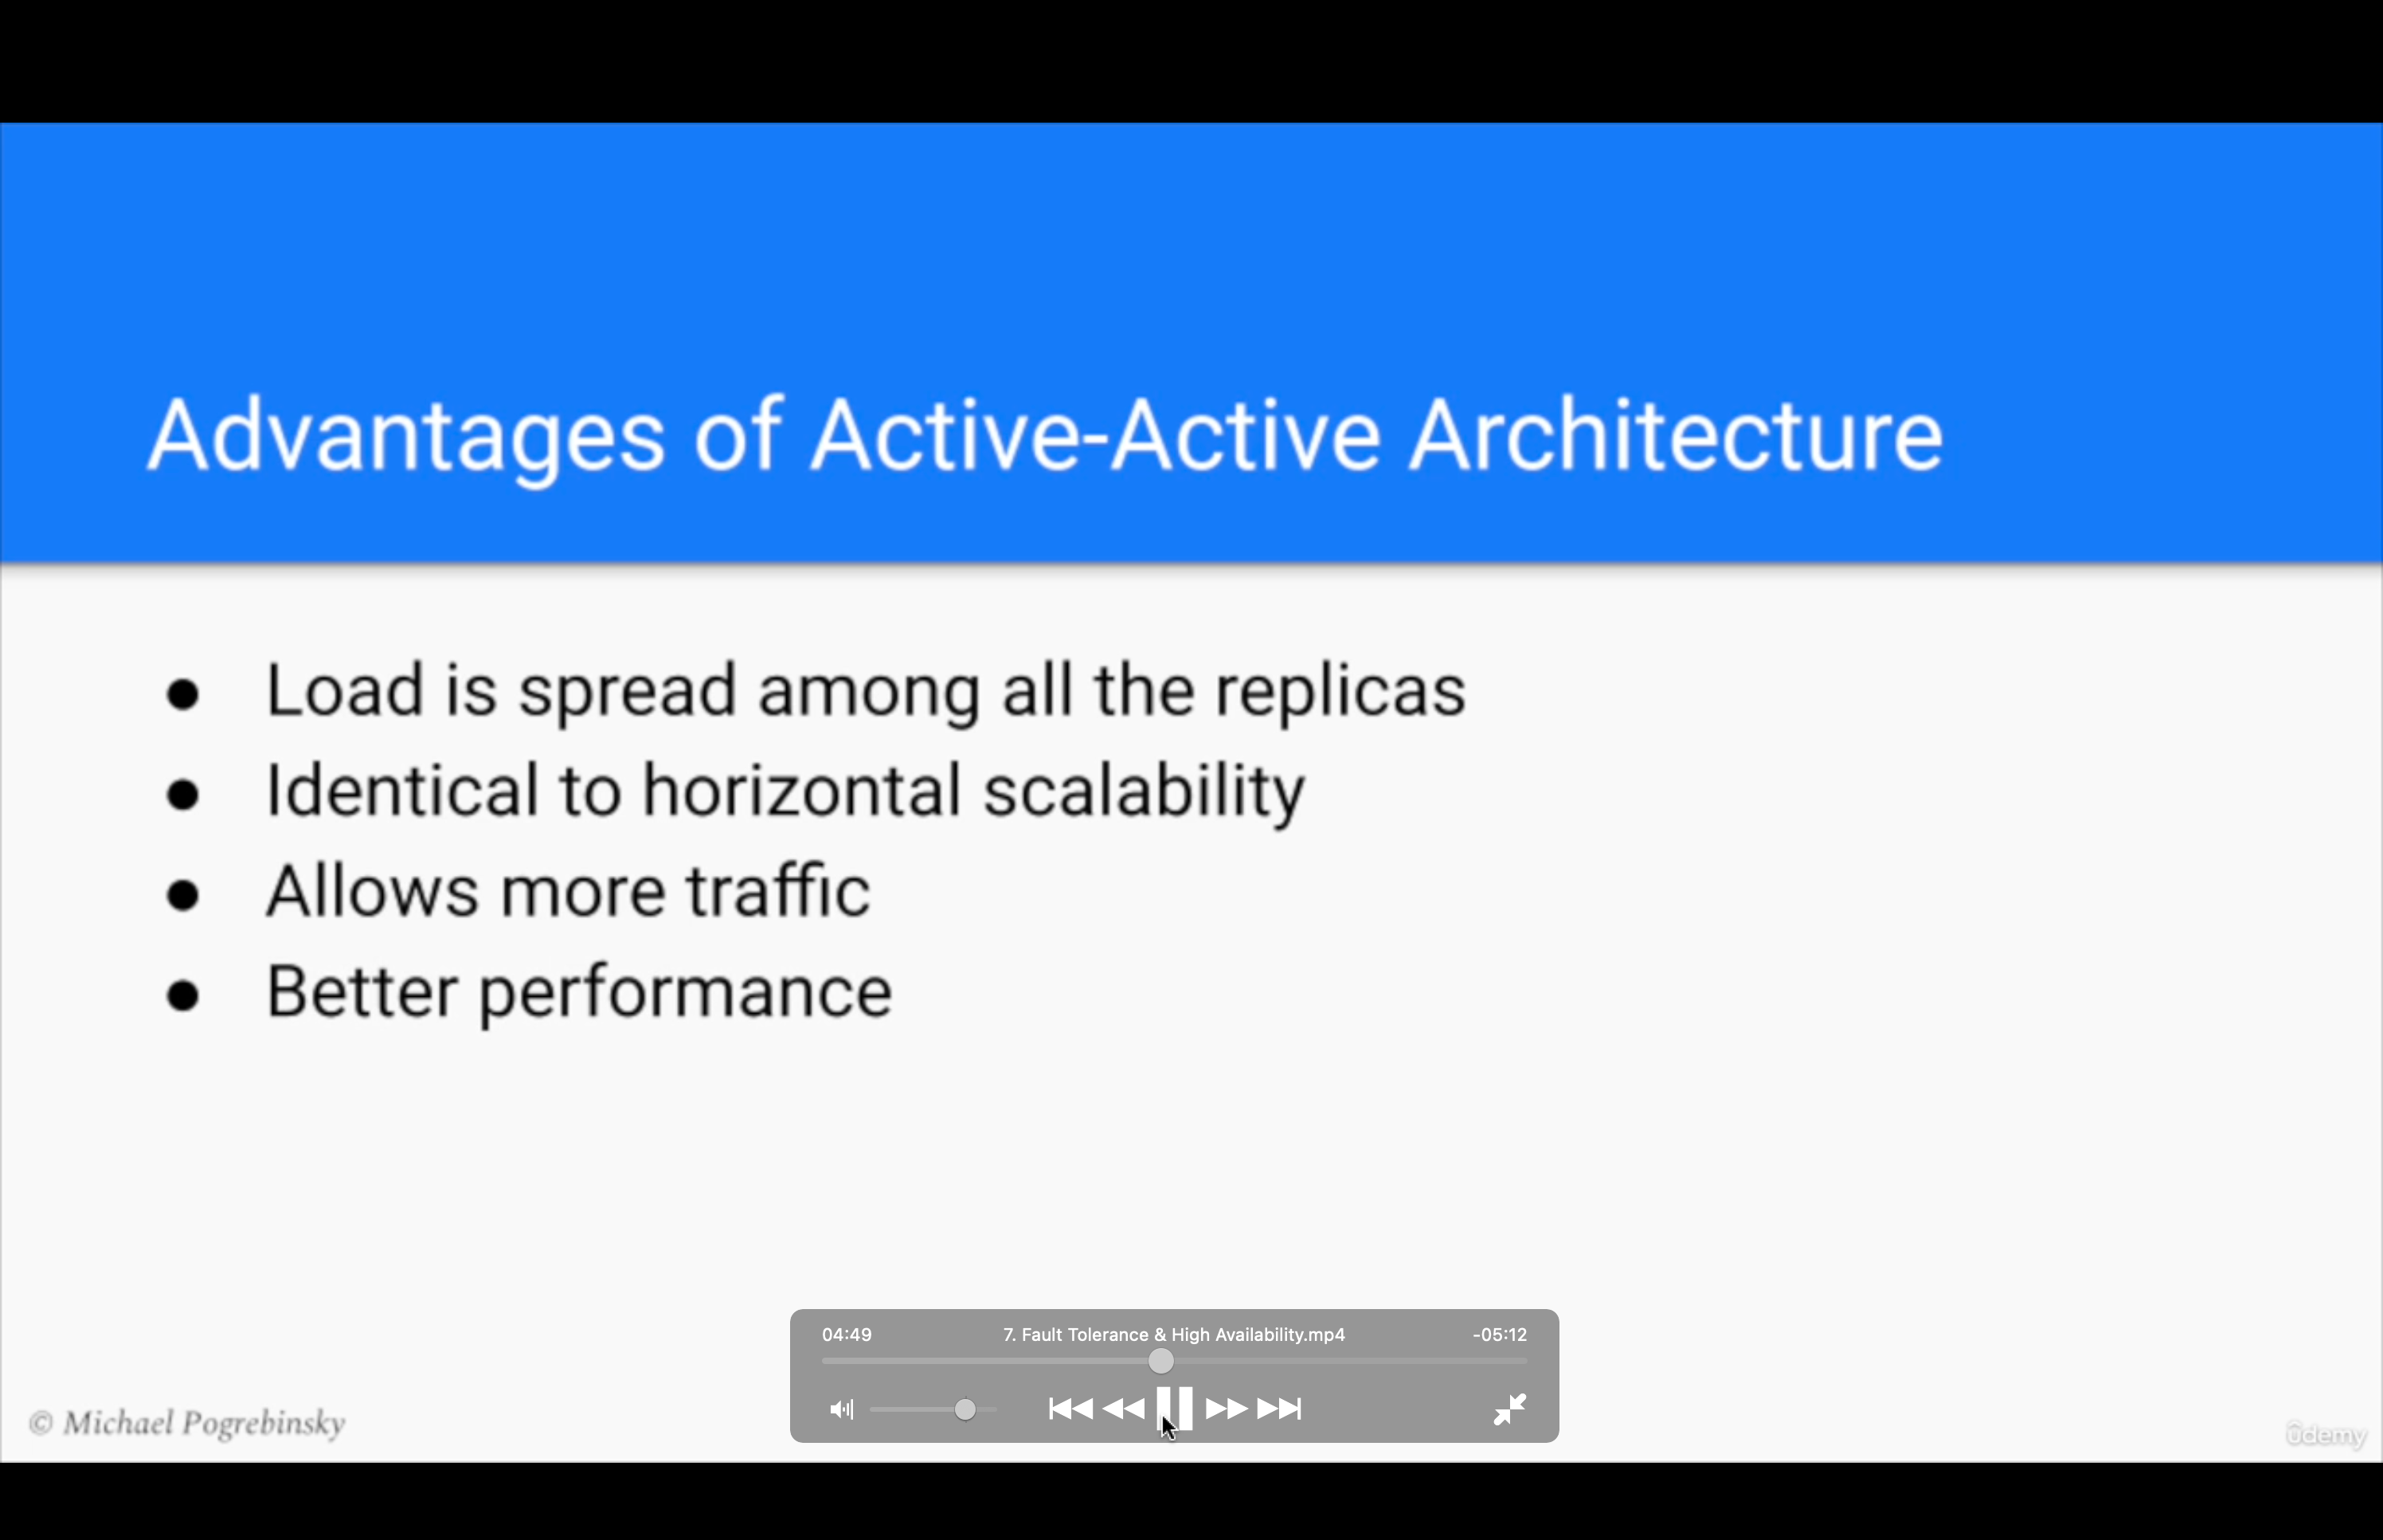 Advantages of Active-Active Architecture
● Load is spread among all the replicas
● Identical to horizontal scalability
● Allows more traffic
● Better performance
04:49 7. Fault Tolerance & High Availability.mp4 -05:12
© Michael Pogrebinsky
ûdemy